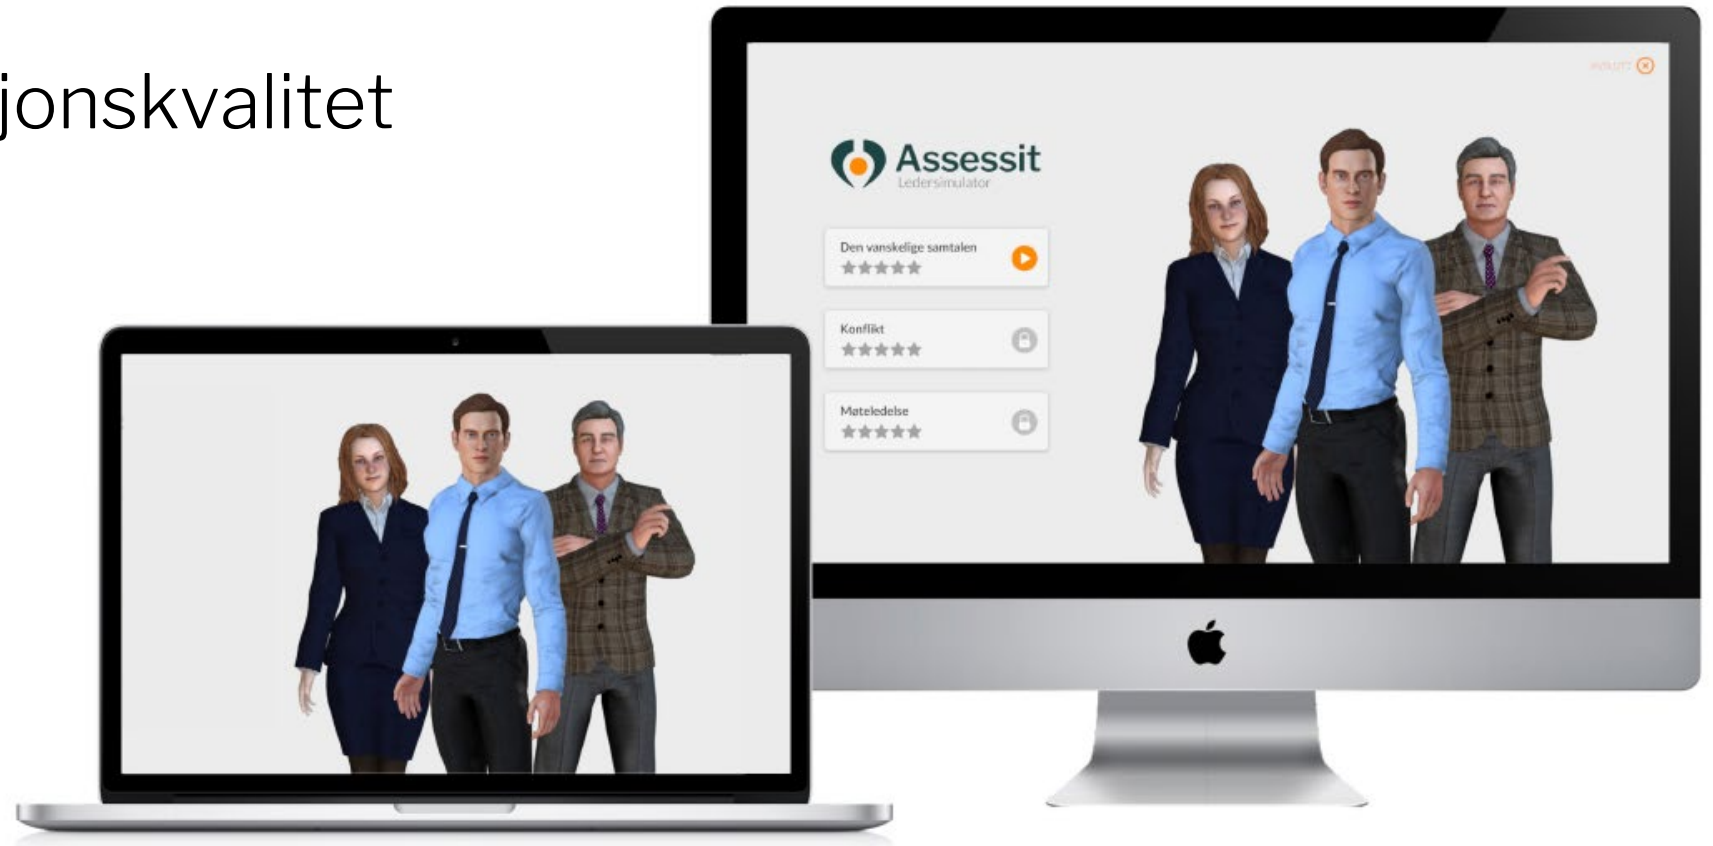 jonskvalitet
Assessit
Ledersimulator
Den vanskelige samtalen
Konflikt
Møteledelse